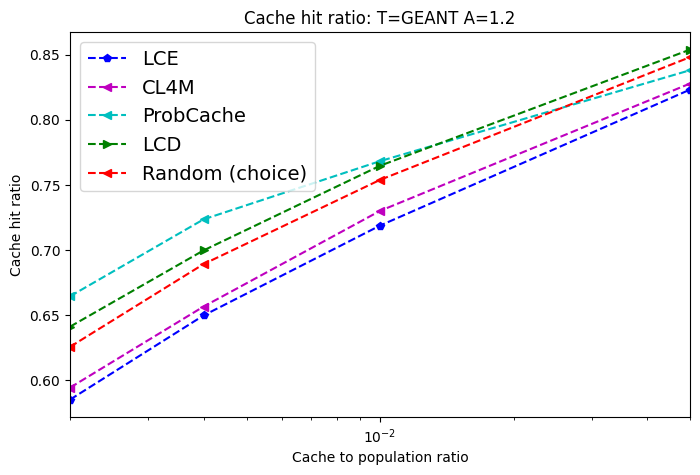 Cache hit ratio: T=GEANT A=1.2
LCE
CL4M
ProbCache
LCD
Random (choice)
0.85
0.80
0.75
0.70
0.65
0.60
Cache hit ratio
10⁻²
Cache to population ratio